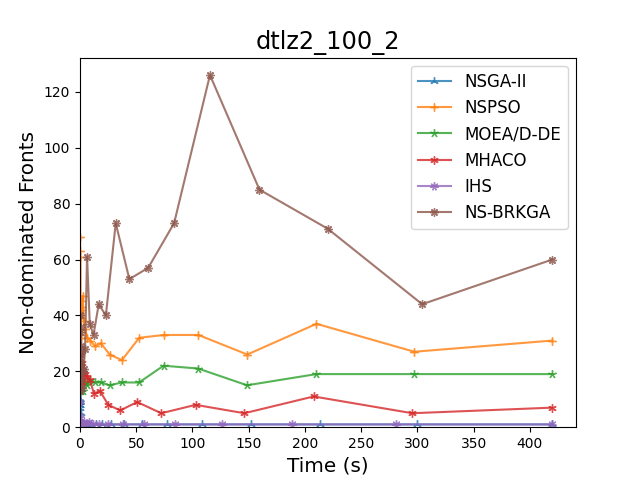 dtlz2_100_2
NSGA-II
NSPSO
MOEA/D-DE
MHACO
IHS
NS-BRKGA
Non-dominated Fronts
120
100
80
60
40
20
0
0 50 100 150 200 250 300 350 400
Time (s)